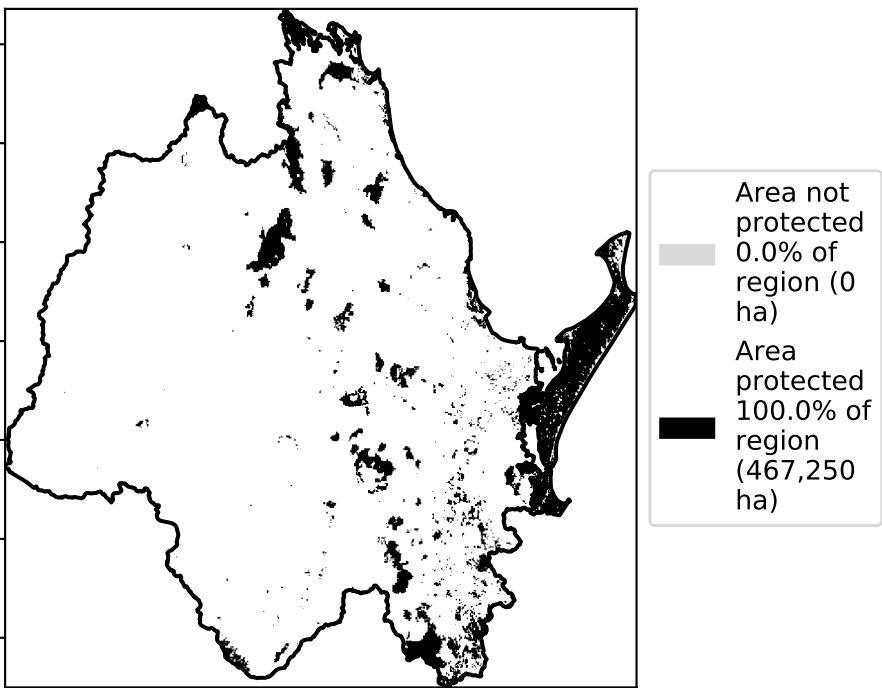 Area not
protected
0.0% of
region (0
ha)
Area
protected
100.0% of
region
(467,250
ha)